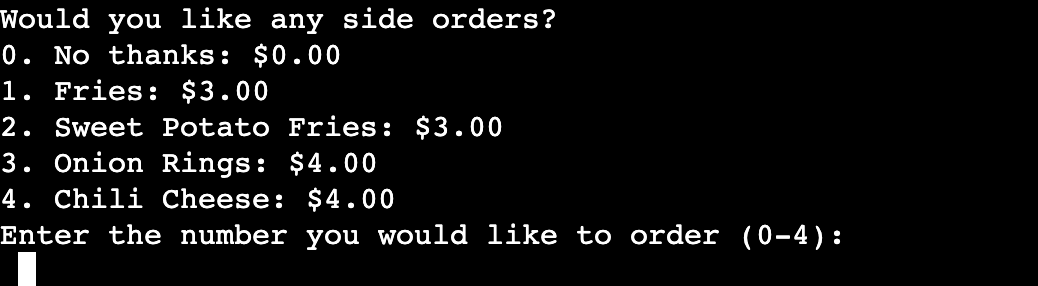 Would you like any side orders?
0. No thanks: $0.00
1. Fries: $3.00
2. Sweet Potato Fries: $3.00
3. Onion Rings: $4.00
4. Chili Cheese: $4.00
Enter the number you would like to order (0-4):